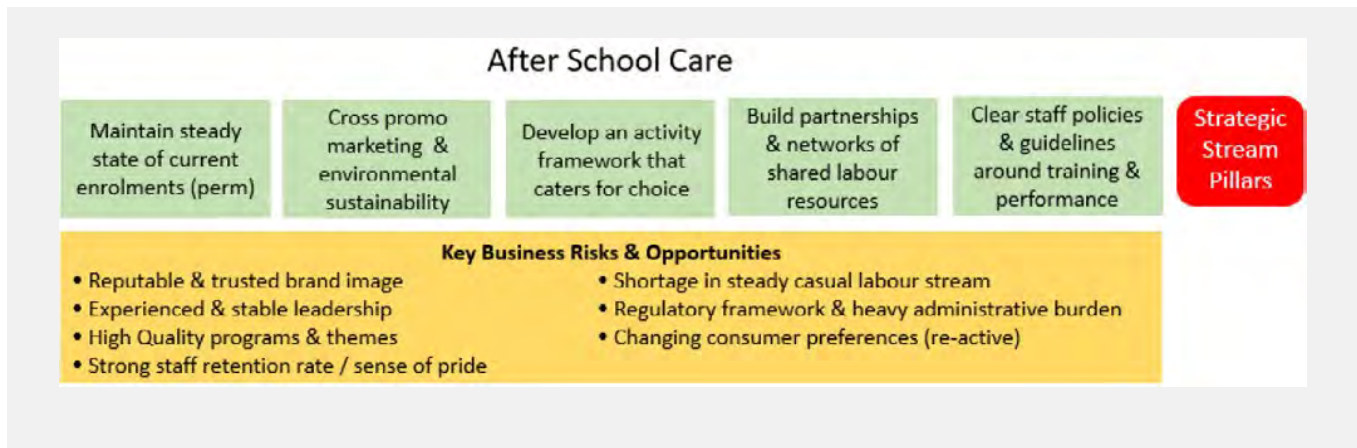 After School Care
Maintain steady
state of current
enrolments (perm)
Cross promo
marketing &
environmental
sustainability
Develop an activity
framework that
caters for choice
Build partnerships
& networks of
shared labour
resources
Clear staff policies
& guidelines
around training &
performance
Strategic
Stream
Pillars
Key Business Risks & Opportunities
• Reputable & trusted brand image
• Experienced & stable leadership
• High Quality programs & themes
• Strong staff retention rate / sense of pride
• Shortage in steady casual labour stream
• Regulatory framework & heavy administrative burden
• Changing consumer preferences (re-active)